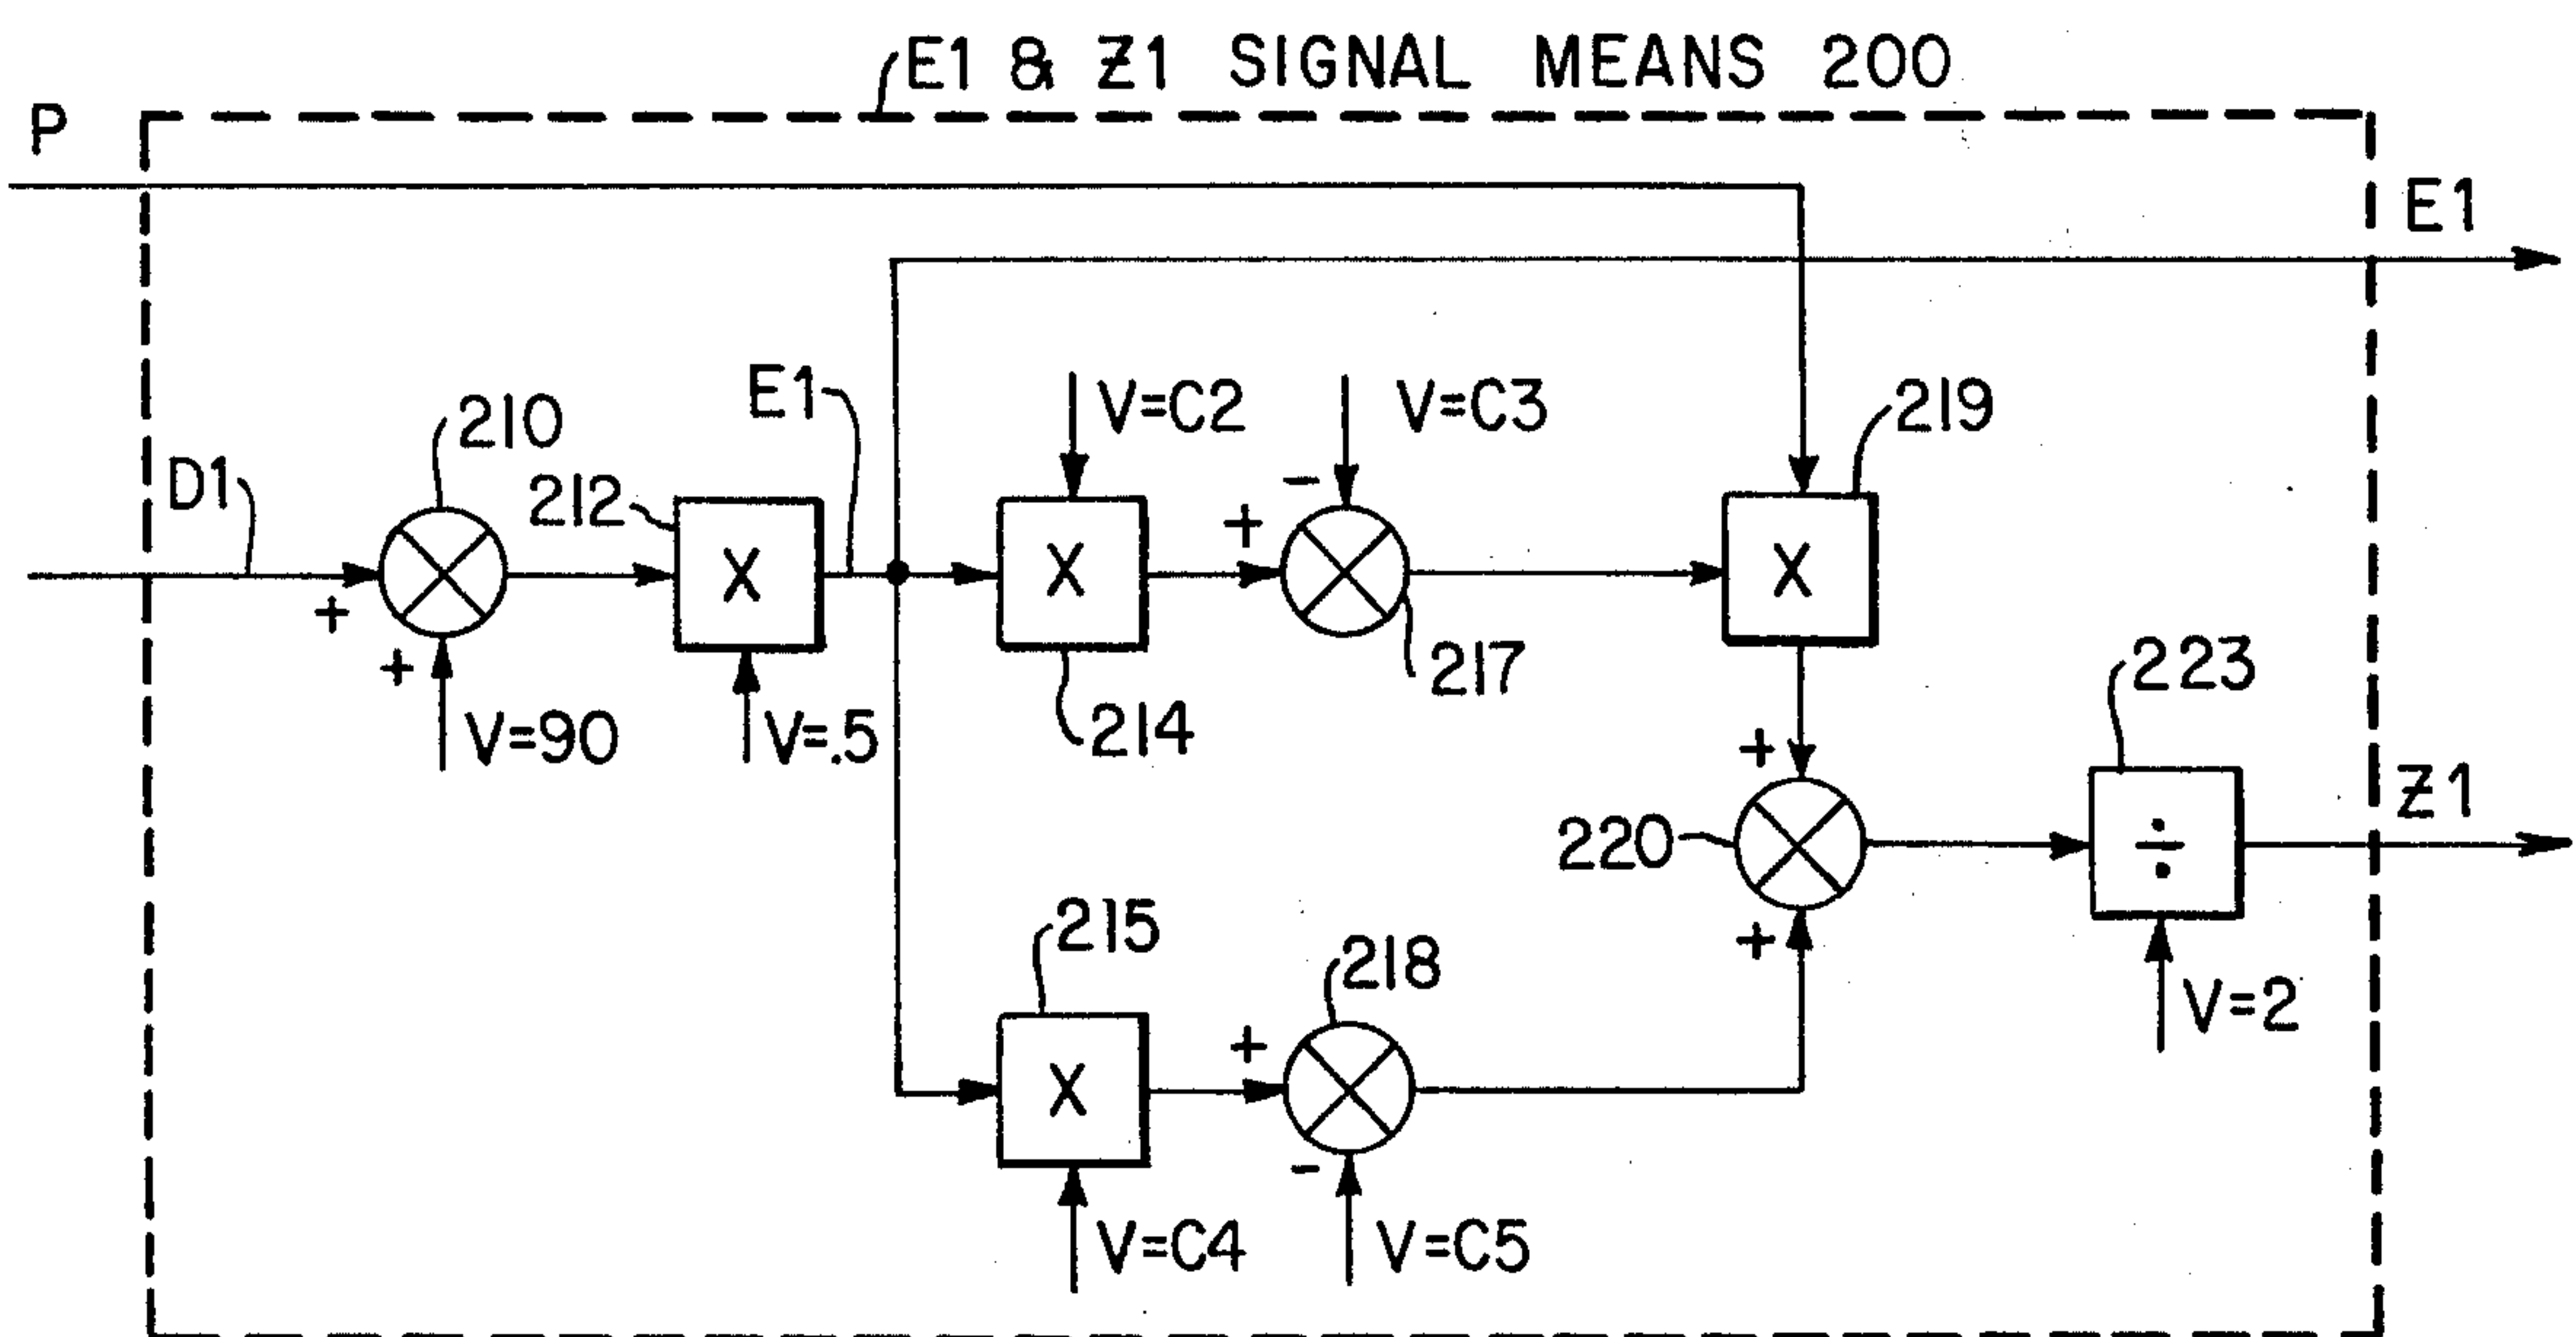 E1 & Z1 SIGNAL MEANS 200
P
E1
E1
V=C2
V=C3
219
210
D1
212
X
X
X
+
-
217
+
+
V=90
V=.5
214
223
+
Z1
220
÷
215
218
+
V=2
X
+
-
V=C4
V=C5